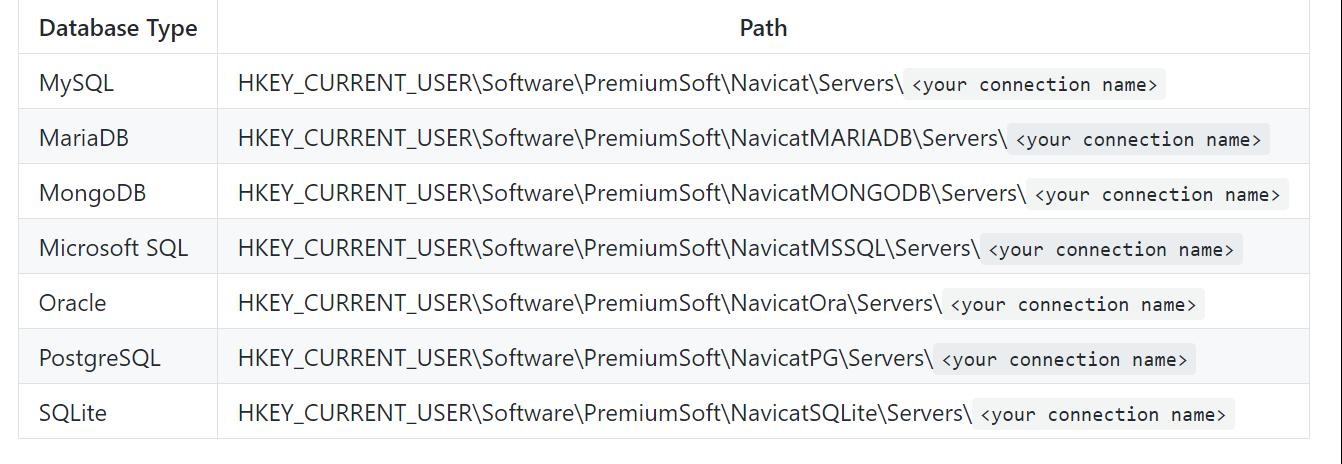 Database Type Path
MySQL HKEY_CURRENT_USER\Software\PremiumSoft\Navicat\Servers\<your connection name>
MariaDB HKEY_CURRENT_USER\Software\PremiumSoft\NavicatMARIADB\Servers\<your connection name>
MongoDB HKEY_CURRENT_USER\Software\PremiumSoft\NavicatMONGODB\Servers\<your connection name>
Microsoft SQL HKEY_CURRENT_USER\Software\PremiumSoft\NavicatMSSQL\Servers\<your connection name>
Oracle HKEY_CURRENT_USER\Software\PremiumSoft\NavicatOra\Servers\<your connection name>
PostgreSQL HKEY_CURRENT_USER\Software\PremiumSoft\NavicatPG\Servers\<your connection name>
SQLite HKEY_CURRENT_USER\Software\PremiumSoft\NavicatSQLite\Servers\<your connection name>